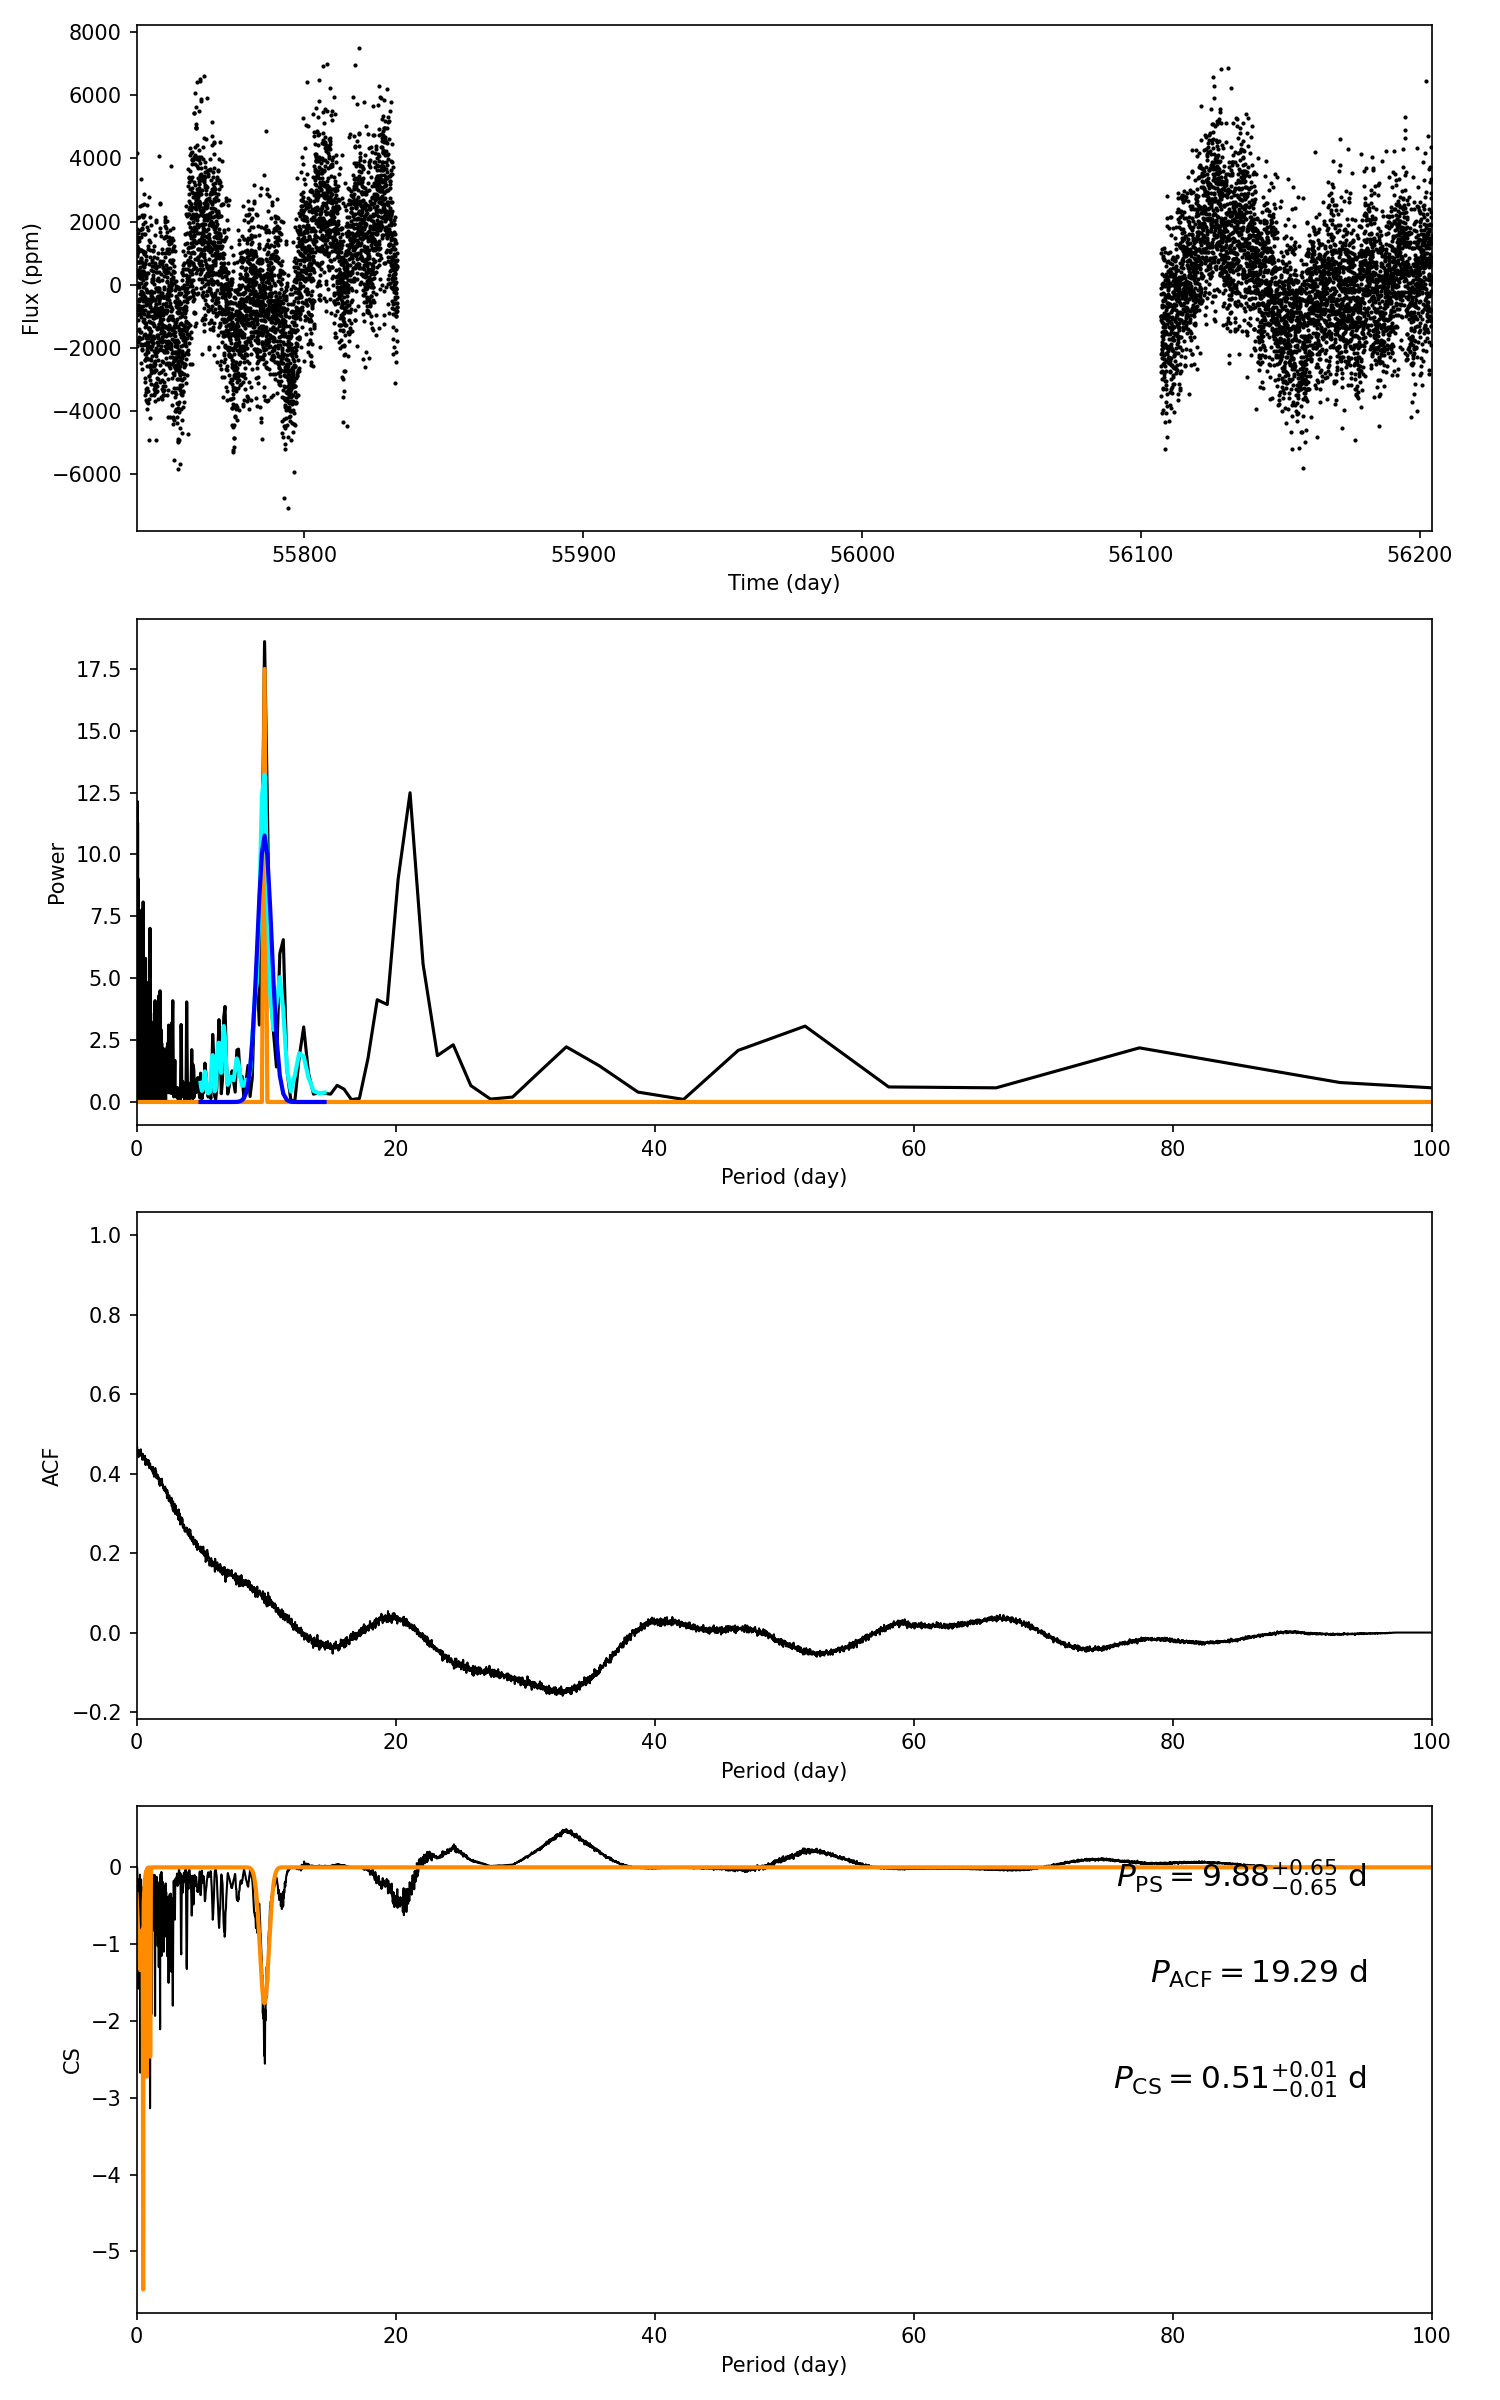 8000
6000
4000
2000
0
−2000
−4000
−6000
Flux (ppm)
55800 55900 56000 56100 56200
Time (day)
17.5
15.0
12.5
10.0
7.5
5.0
2.5
0.0
Power
0 20 40 60 80 100
Period (day)
1.0
0.8
0.6
0.4
0.2
0.0
−0.2
ACF
0 20 40 60 80 100
Period (day)
0
−1
−2
−3
−4
−5
CS
P_PS = 9.88^{+0.65}_{−0.65} d
P_ACF = 19.29 d
P_CS = 0.51^{+0.01}_{−0.01} d
0 20 40 60 80 100
Period (day)